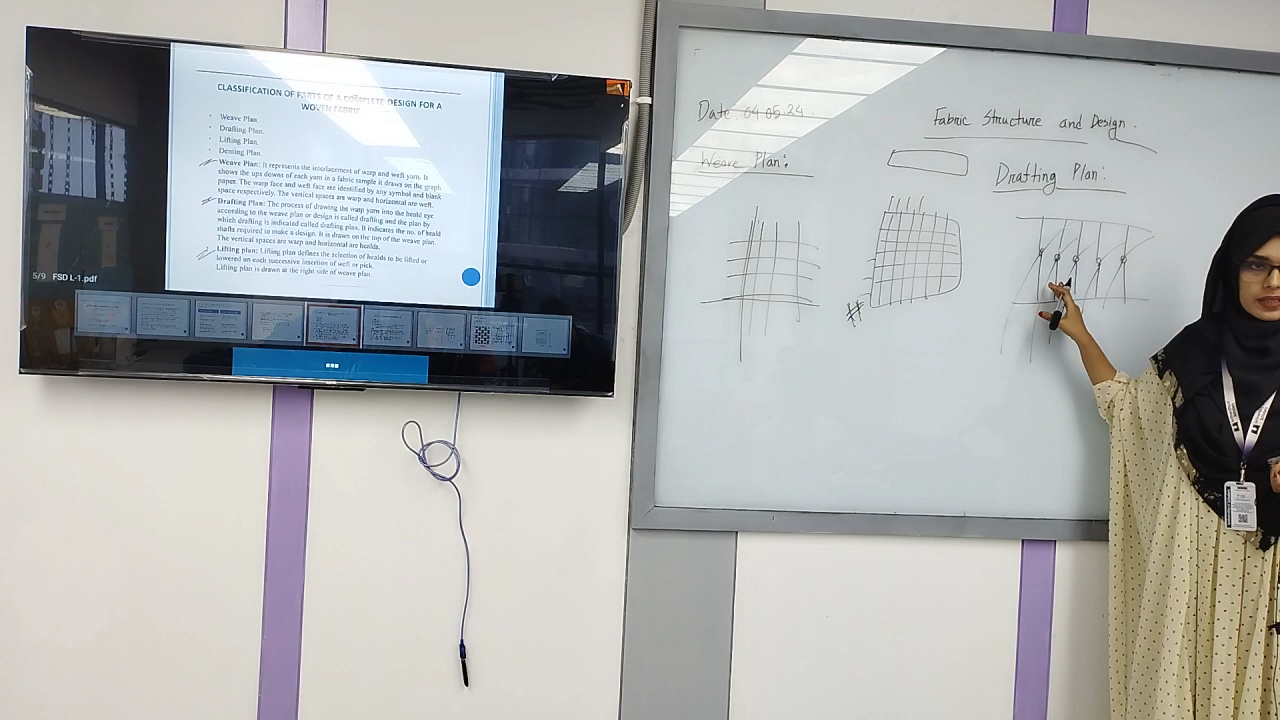 CLASSIFICATION OF PARTS OF A COMPLETE DESIGN FOR A
WOVEN FABRIC
Weave Plan.
Drafting Plan.
Lifting Plan.
Denting Plan.
Weave Plan: It represents the interlacement of warp and weft yarn. It
shows the ups downs of each yarn in a fabric sample it draws on the graph
paper. The warp face and weft face are identified by any symbol and blank
space respectively. The vertical spaces are warp and horizontal are weft.
Drafting Plan: The process of drawing the warp yarn into the heald eye
according to the weave plan or design is called drafting and the plan by
which drafting is indicated called drafting plan. It indicates the no. of heald
shafts required to make a design. It is drawn on the top of the weave plan.
The vertical spaces are warp and horizontal are healds.
Lifting plan: Lifting plan defines the selection of healds to be lifted or
lowered on each successive insertion of weft or pick.
Lifting plan is drawn at the right side of weave plan.
5/9 FSD L-1.pdf
Date: 04.05.24.
Fabric Structure and Design.
Weave Plan:
Drafting Plan: